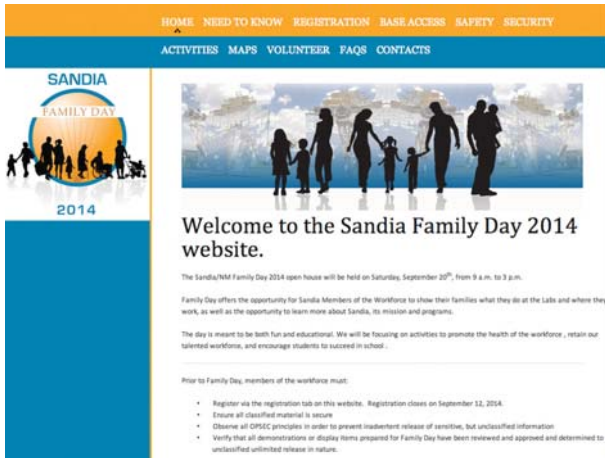 HOME NEED TO KNOW REGISTRATION BASE ACCESS SAFETY SECURITY
ACTIVITIES MAPS VOLUNTEER FAQS CONTACTS
SANDIA
FAMILY DAY
2014
Welcome to the Sandia Family Day 2014
website.
The Sandia/NM Family Day 2014 open house will be held on Saturday, September 20th, from 9 a.m. to 3 p.m.
Family Day offers the opportunity for Sandia Members of the Workforce to show their families what they do at the Labs and where they
work, as well as the opportunity to learn more about Sandia, its mission and programs.
The day is meant to be both fun and educational. We will be focusing on activities to promote the health of the workforce , retain our
talented workforce, and encourage students to succeed in school .
Prior to Family Day, members of the workforce must:
• Register via the registration tab on this website. Registration closes on September 12, 2014.
• Ensure all classified material is secure
• Observe all OPSEC principles in order to prevent inadvertent release of sensitive, but unclassified information
• Verify that all demonstrations or display items prepared for Family Day have been reviewed and approved and determined to
unclassified unlimited release in nature.